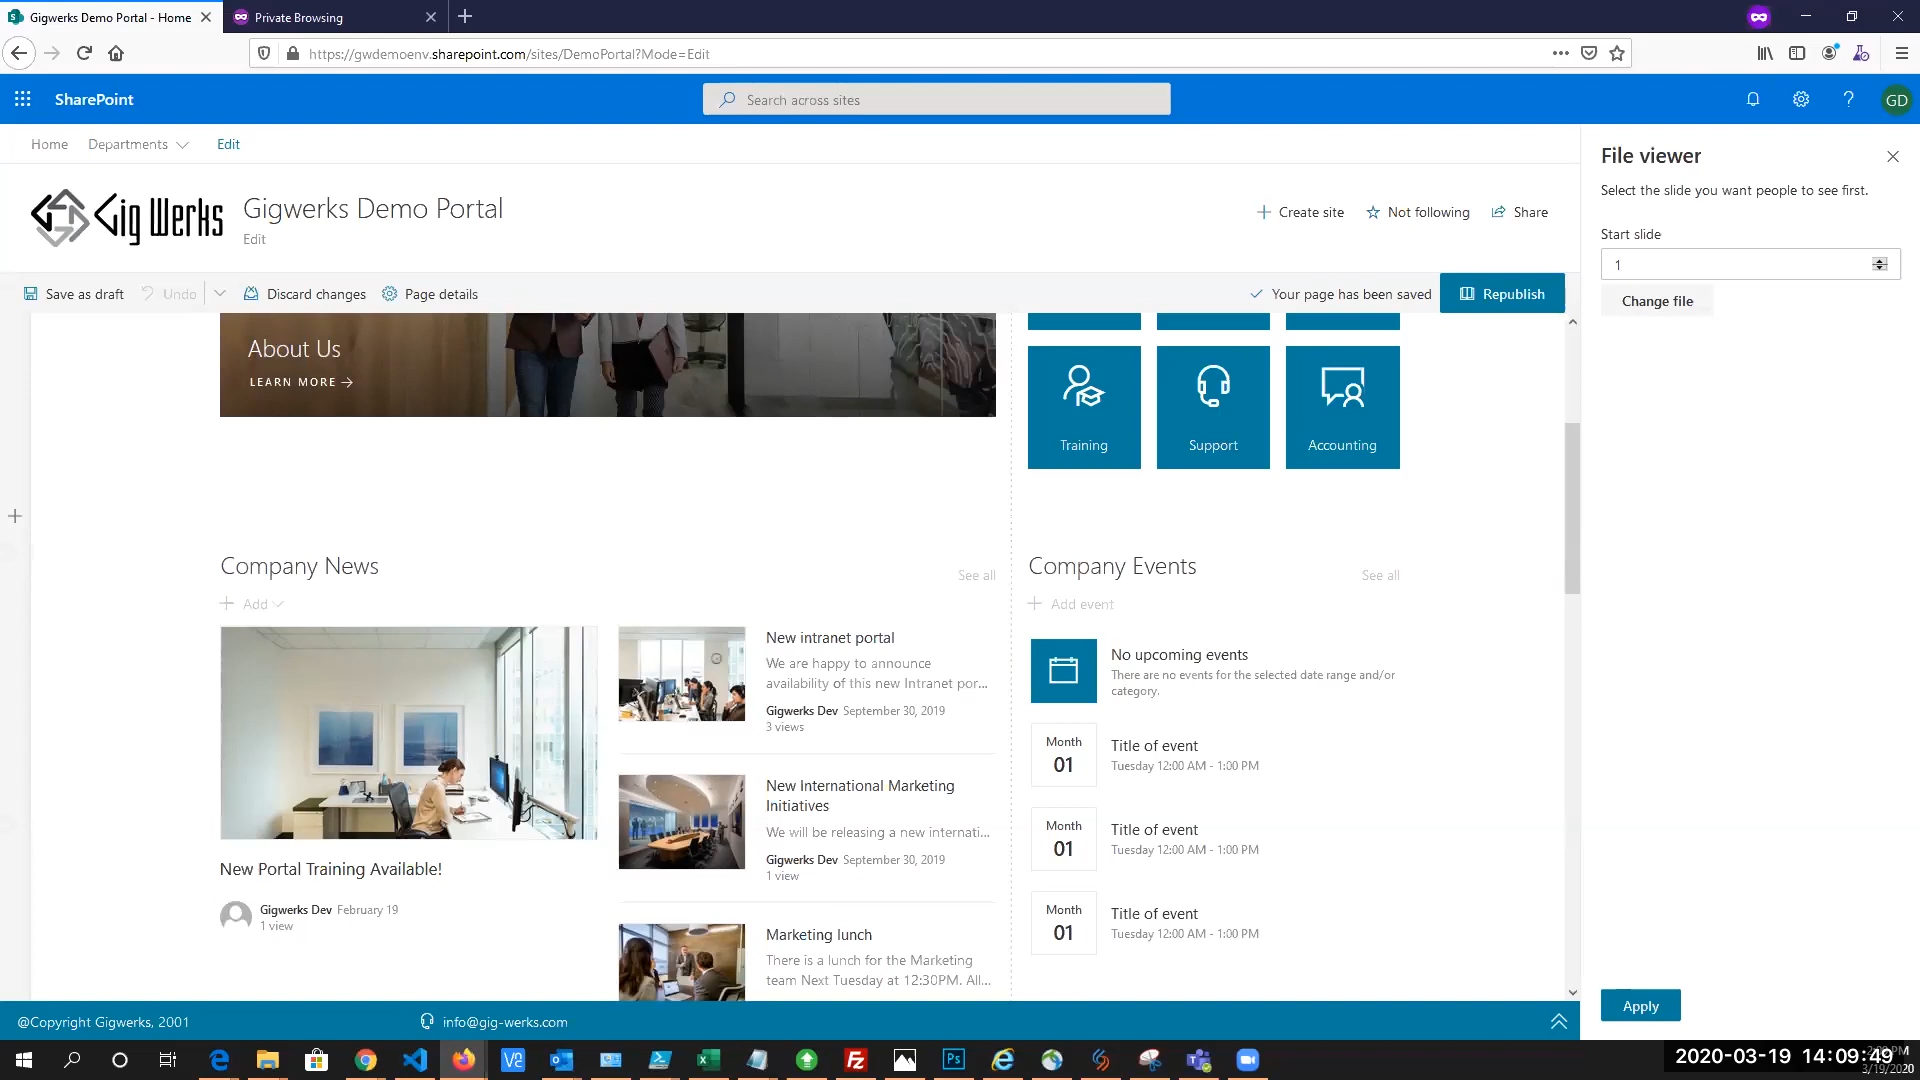 Gigwerks Demo Portal - Home
Private Browsing
https://gwdemoenv.sharepoint.com/sites/DemoPortal?Mode=Edit
SharePoint
Search across sites
GD
Home
Departments
Edit
Gig Werks
Gigwerks Demo Portal
Edit
Create site
Not following
Share
Save as draft
Undo
Discard changes
Page details
Your page has been saved
Republish
File viewer
Select the slide you want people to see first.
Start slide
1
Change file
About Us
LEARN MORE
Training
Support
Accounting
Company News
See all
Add
New Portal Training Available!
Gigwerks Dev February 19
1 view
New intranet portal
We are happy to announce
availability of this new Intranet por...
Gigwerks Dev September 30, 2019
3 views
New International Marketing
Initiatives
We will be releasing a new internati...
Gigwerks Dev September 30, 2019
1 view
Marketing lunch
There is a lunch for the Marketing
team Next Tuesday at 12:30PM. All...
Company Events
See all
Add event
No upcoming events
There are no events for the selected date range and/or
category.
Month
01
Title of event
Tuesday 12:00 AM - 1:00 PM
Month
01
Title of event
Tuesday 12:00 AM - 1:00 PM
Month
01
Title of event
Tuesday 12:00 AM - 1:00 PM
Apply
@Copyright Gigwerks, 2001
info@gig-werks.com
2020-03-19 14:09:49
3/19/2020